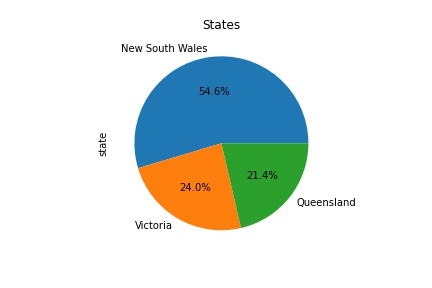 States
New South Wales
54.6%
state
21.4%
24.0%
Queensland
Victoria